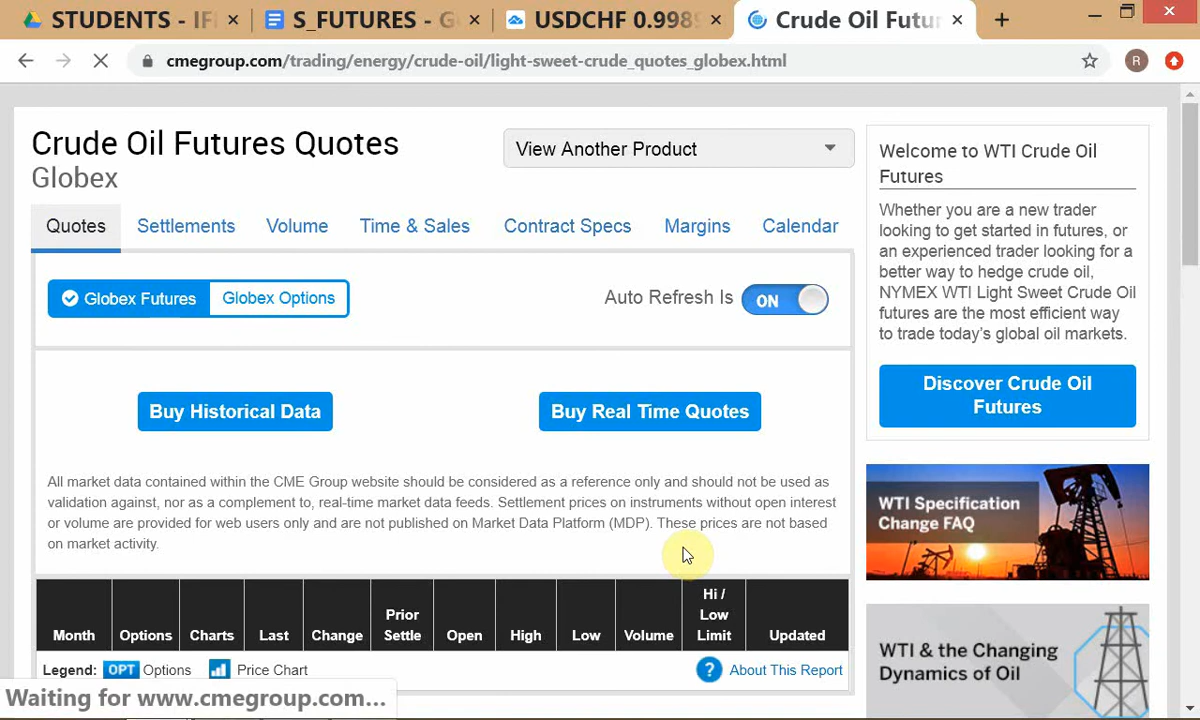 STUDENTS - IF
S_FUTURES - G
USDCHF 0.9989
Crude Oil Futur
cmegroup.com/trading/energy/crude-oil/light-sweet-crude_quotes_globex.html
R
Crude Oil Futures Quotes
Globex
View Another Product
Quotes
Settlements
Volume
Time & Sales
Contract Specs
Margins
Calendar
Globex Futures
Globex Options
Auto Refresh Is
ON
Buy Historical Data
Buy Real Time Quotes
All market data contained within the CME Group website should be considered as a reference only and should not be used as
validation against, nor as a complement to, real-time market data feeds. Settlement prices on instruments without open interest
or volume are provided for web users only and are not published on Market Data Platform (MDP). These prices are not based
on market activity.
Month
Options
Charts
Last
Change
Prior
Settle
Open
High
Low
Volume
Hi /
Low
Limit
Updated
Legend:
OPT
Options
Price Chart
?
About This Report
Waiting for www.cmegroup.com...
Welcome to WTI Crude Oil
Futures
Whether you are a new trader
looking to get started in futures, or
an experienced trader looking for a
better way to hedge crude oil,
NYMEX WTI Light Sweet Crude Oil
futures are the most efficient way
to trade today's global oil markets.
Discover Crude Oil
Futures
WTI Specification
Change FAQ
WTI & the Changing
Dynamics of Oil